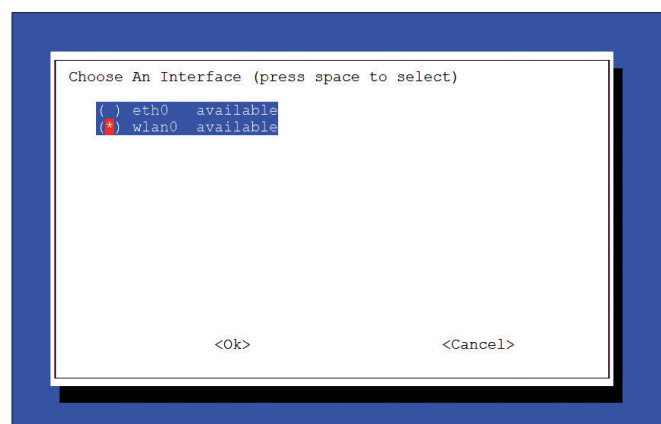 Choose An Interface (press space to select)
( ) eth0 available
(*) wlan0 available
<Ok> <Cancel>